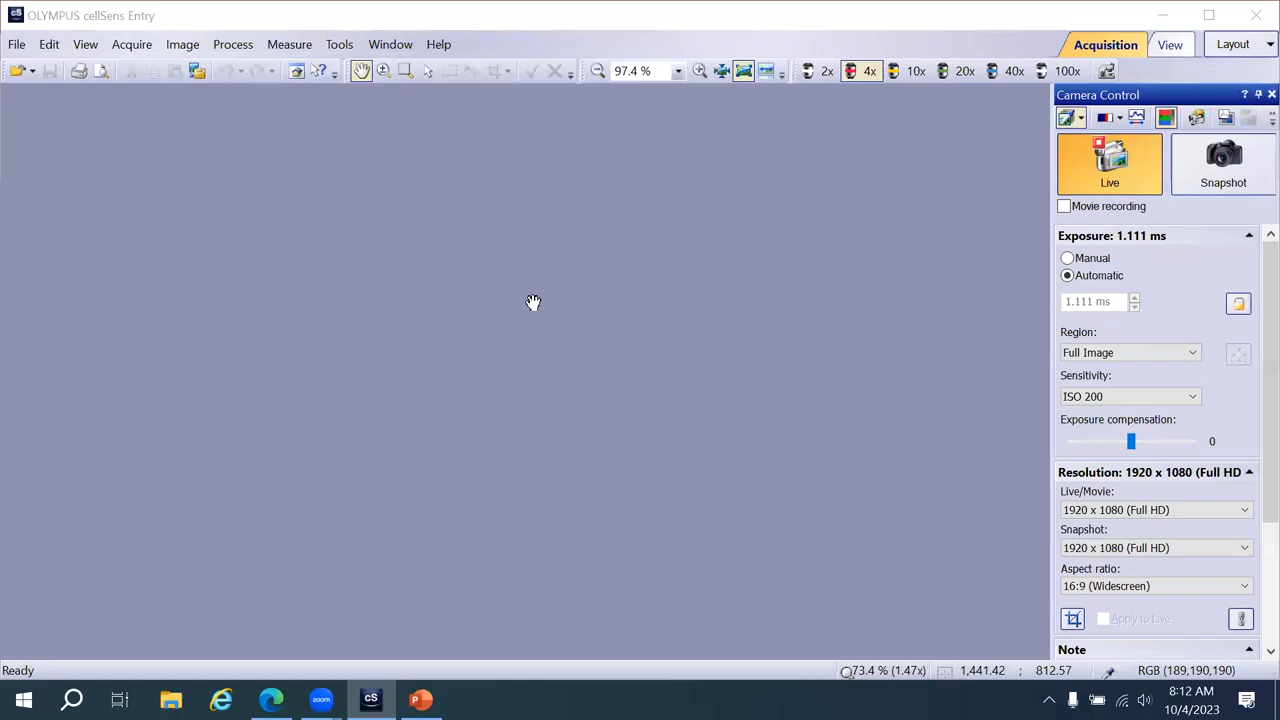 OLYMPUS cellSens Entry
File Edit View Acquire Image Process Measure Tools Window Help
Acquisition View Layout
97.4 % 2x 4x 10x 20x 40x 100x
Camera Control
Live Snapshot
Movie recording
Exposure: 1.111 ms
Manual
Automatic
1.111 ms
Region:
Full Image
Sensitivity:
ISO 200
Exposure compensation:
0
Resolution: 1920 x 1080 (Full HD
Live/Movie:
1920 x 1080 (Full HD)
Snapshot:
1920 x 1080 (Full HD)
Aspect ratio:
16:9 (Widescreen)
Apply to Live
Note
Ready 73.4 % (1.47x) 1,441.42 ; 812.57 RGB (189,190,190)
zoom cS P 8:12 AM
10/4/2023